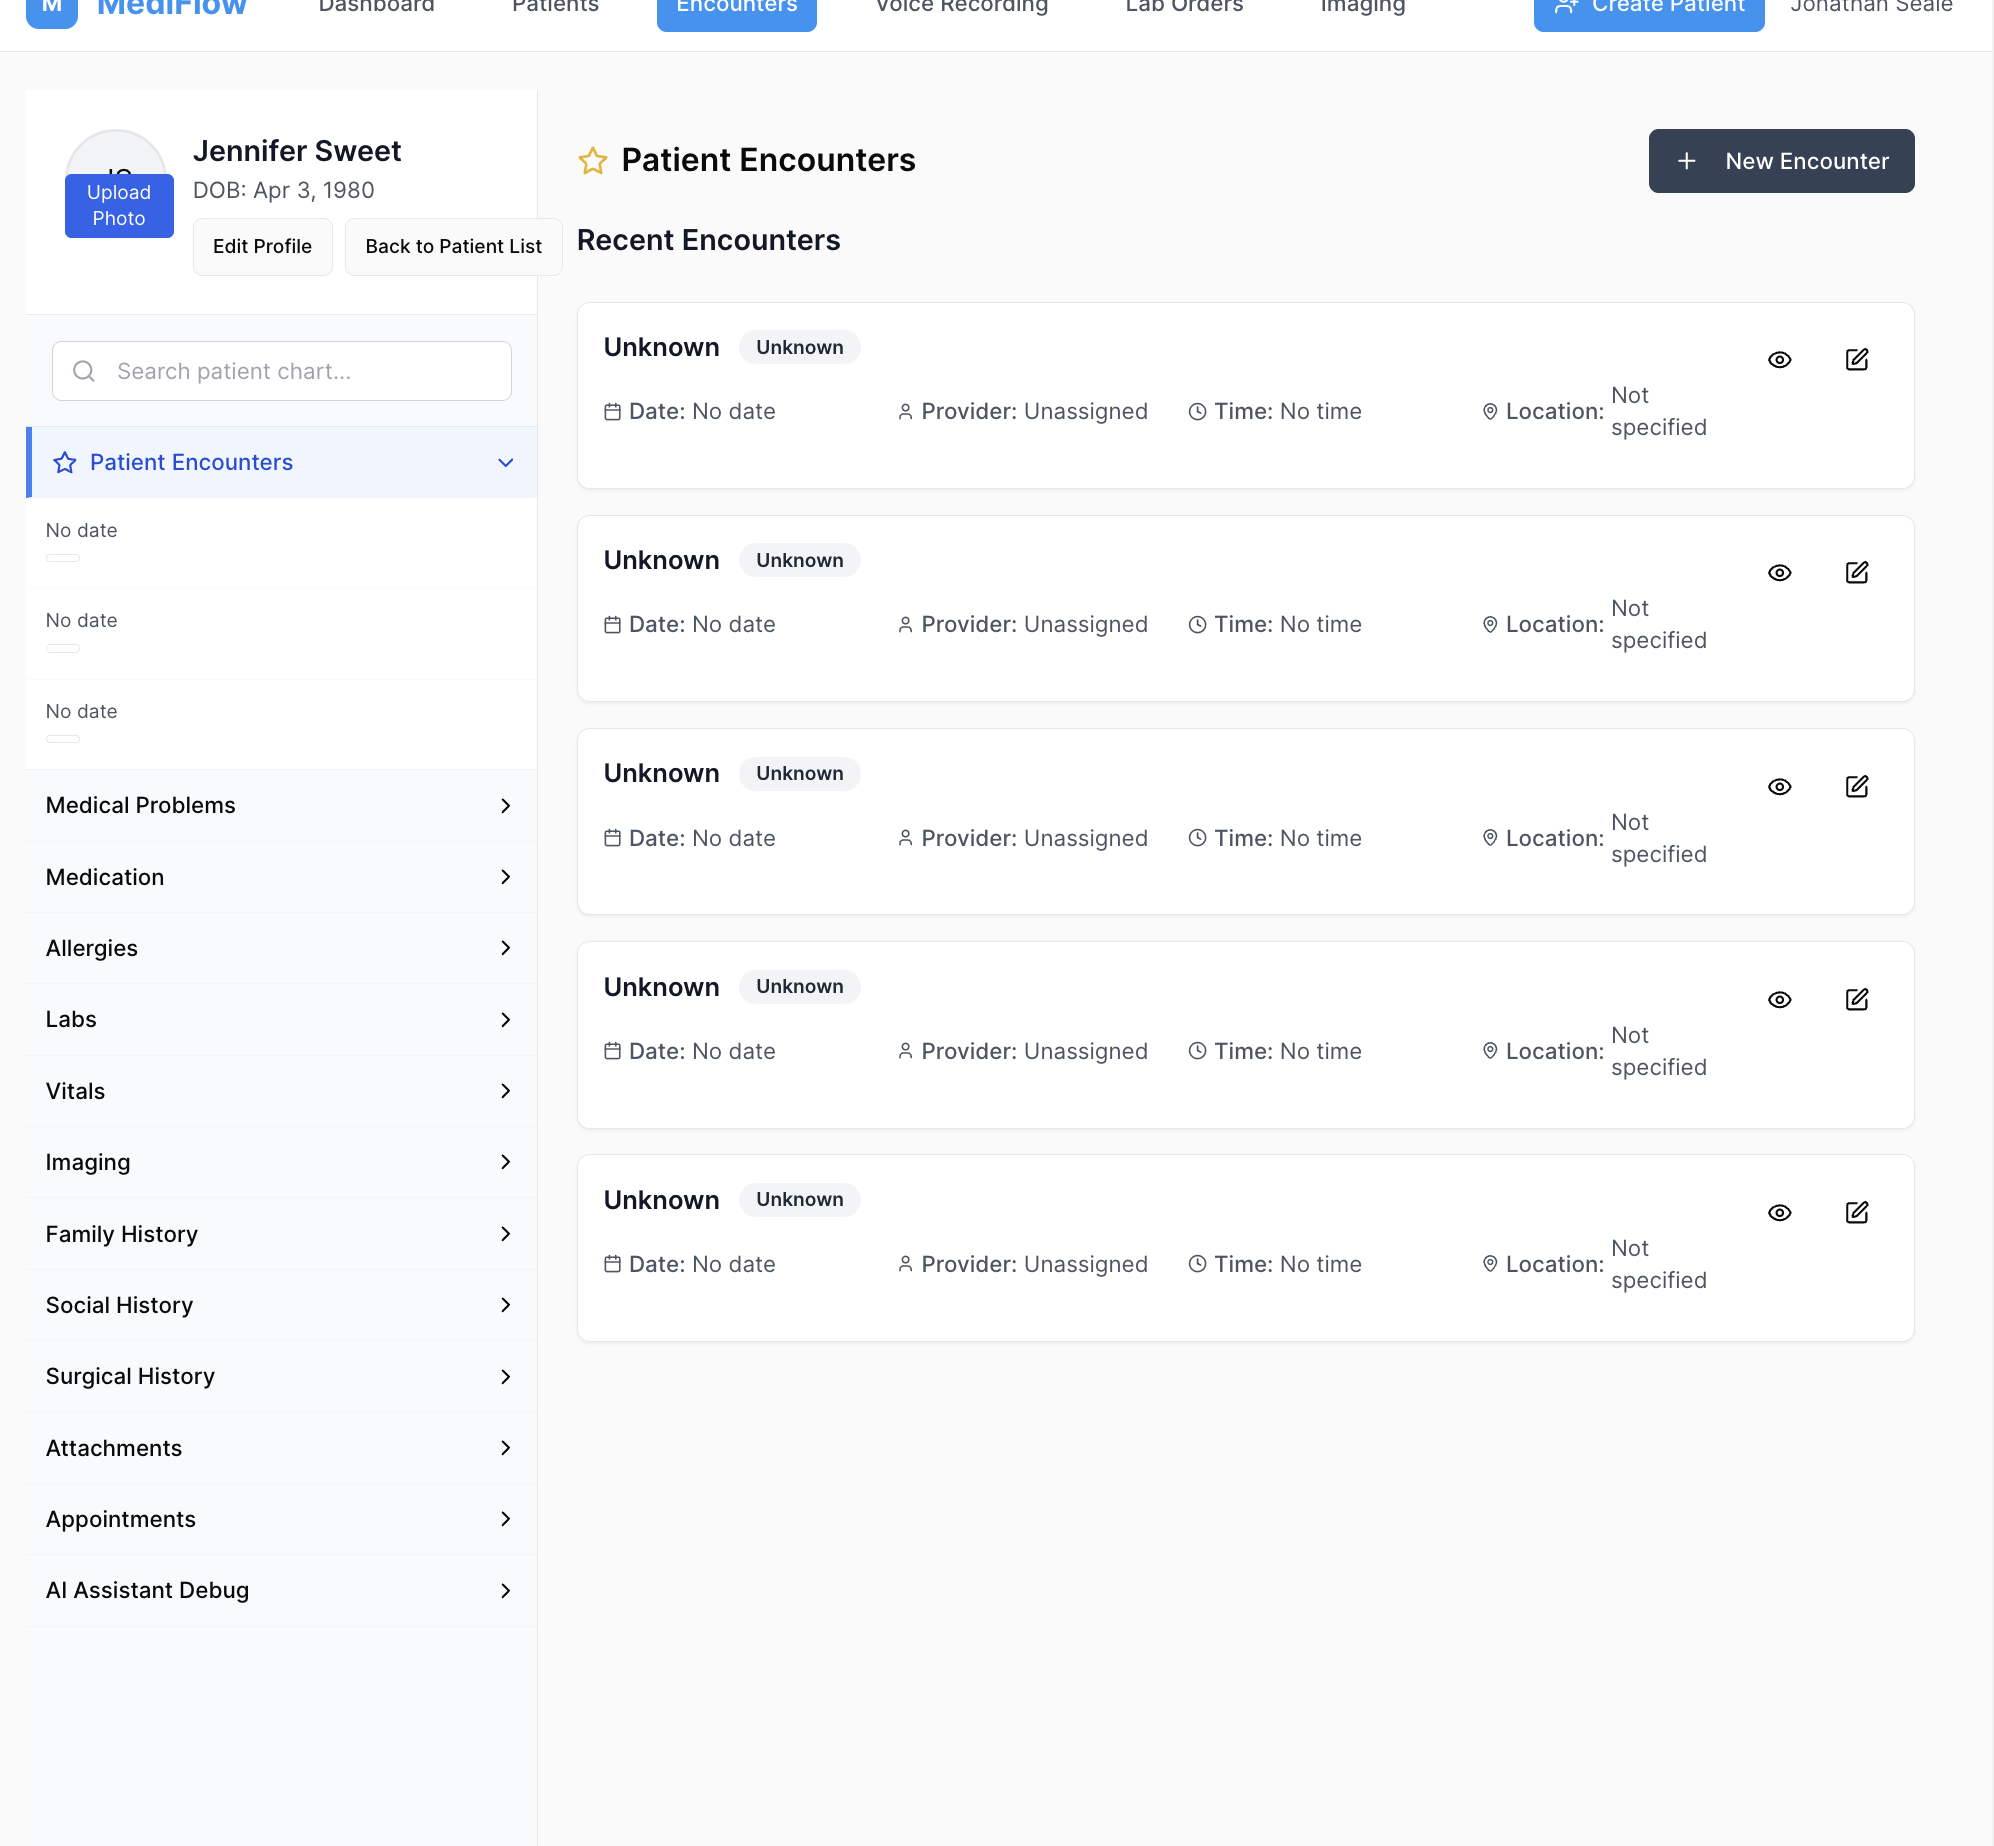 M MediFlow Dashboard Patients Encounters Voice Recording Lab Orders Imaging Create Patient Jonathan Seale
Jennifer Sweet
DOB: Apr 3, 1980
Upload
Photo
Edit Profile
Back to Patient List
Search patient chart...
Patient Encounters
No date
No date
No date
Medical Problems
Medication
Allergies
Labs
Vitals
Imaging
Family History
Social History
Surgical History
Attachments
Appointments
AI Assistant Debug
Patient Encounters
New Encounter
Recent Encounters
Unknown Unknown
Date: No date Provider: Unassigned Time: No time Location: Not
specified
Unknown Unknown
Date: No date Provider: Unassigned Time: No time Location: Not
specified
Unknown Unknown
Date: No date Provider: Unassigned Time: No time Location: Not
specified
Unknown Unknown
Date: No date Provider: Unassigned Time: No time Location: Not
specified
Unknown Unknown
Date: No date Provider: Unassigned Time: No time Location: Not
specified